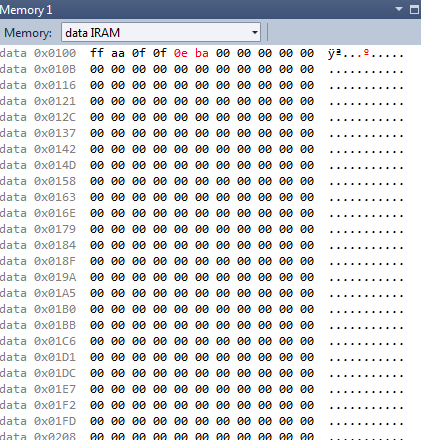 Memory 1
Memory: data IRAM
data 0x0100 ff aa 0f 0f 0e ba 00 00 00 00 00 ÿª...º.....
data 0x010B 00 00 00 00 00 00 00 00 00 00 00 ...........
data 0x0116 00 00 00 00 00 00 00 00 00 00 00 ...........
data 0x0121 00 00 00 00 00 00 00 00 00 00 00 ...........
data 0x012C 00 00 00 00 00 00 00 00 00 00 00 ...........
data 0x0137 00 00 00 00 00 00 00 00 00 00 00 ...........
data 0x0142 00 00 00 00 00 00 00 00 00 00 00 ...........
data 0x014D 00 00 00 00 00 00 00 00 00 00 00 ...........
data 0x0158 00 00 00 00 00 00 00 00 00 00 00 ...........
data 0x0163 00 00 00 00 00 00 00 00 00 00 00 ...........
data 0x016E 00 00 00 00 00 00 00 00 00 00 00 ...........
data 0x0179 00 00 00 00 00 00 00 00 00 00 00 ...........
data 0x0184 00 00 00 00 00 00 00 00 00 00 00 ...........
data 0x018F 00 00 00 00 00 00 00 00 00 00 00 ...........
data 0x019A 00 00 00 00 00 00 00 00 00 00 00 ...........
data 0x01A5 00 00 00 00 00 00 00 00 00 00 00 ...........
data 0x01B0 00 00 00 00 00 00 00 00 00 00 00 ...........
data 0x01BB 00 00 00 00 00 00 00 00 00 00 00 ...........
data 0x01C6 00 00 00 00 00 00 00 00 00 00 00 ...........
data 0x01D1 00 00 00 00 00 00 00 00 00 00 00 ...........
data 0x01DC 00 00 00 00 00 00 00 00 00 00 00 ...........
data 0x01E7 00 00 00 00 00 00 00 00 00 00 00 ...........
data 0x01F2 00 00 00 00 00 00 00 00 00 00 00 ...........
data 0x01FD 00 00 00 00 00 00 00 00 00 00 00 ...........
data 0x0208 00 00 00 00 00 00 00 00 00 00 00 ...........